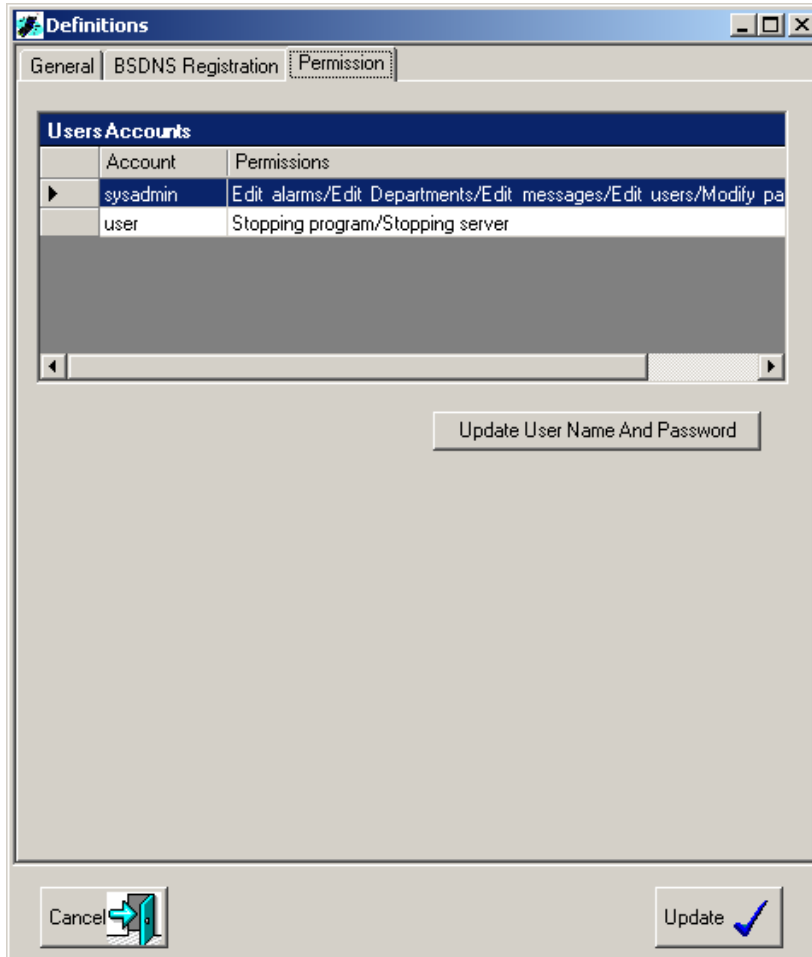 Definitions
General BSDNS Registration Permission
Users Accounts
Account Permissions
sysadmin Edit alarms/Edit Departments/Edit messages/Edit users/Modify pa
user Stopping program/Stopping server
Update User Name And Password
Cancel Update